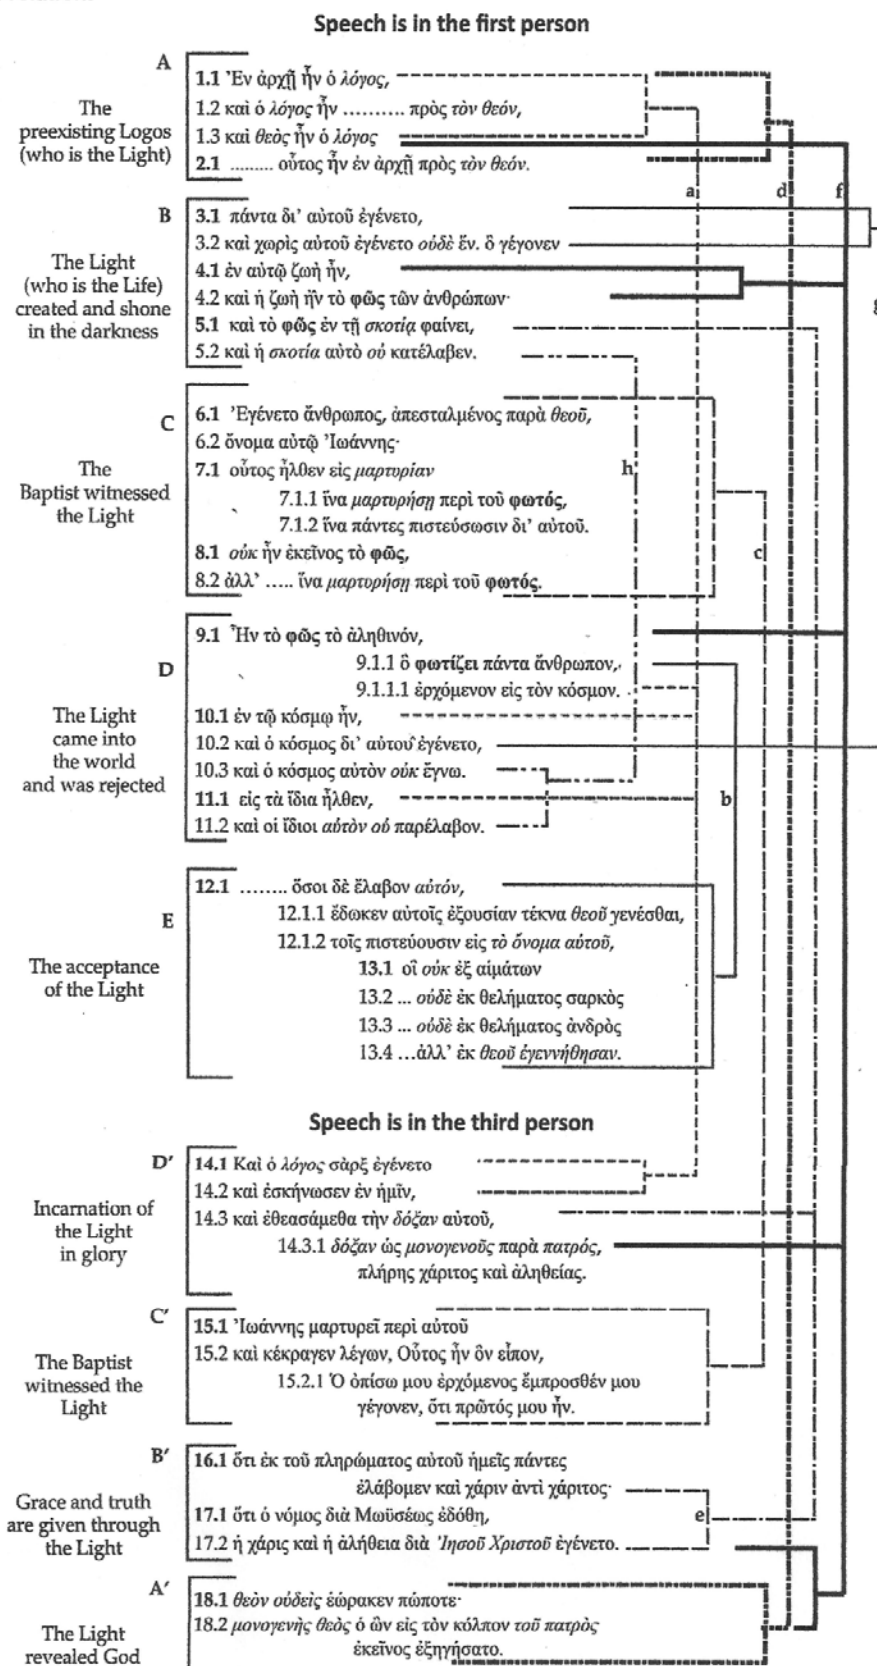 Speech is in the first person
A
The
preexisting Logos
(who is the Light)
1.1 Ἐν ἀρχῇ ἦν ὁ λόγος,
1.2 καὶ ὁ λόγος ἦν .......... πρὸς τὸν θεόν,
1.3 καὶ θεὸς ἦν ὁ λόγος
2.1 ......... οὗτος ἦν ἐν ἀρχῇ πρὸς τὸν θεόν.
a
d
f
B
The Light
(who is the Life)
created and shone
in the darkness
3.1 πάντα δι’ αὐτοῦ ἐγένετο,
3.2 καὶ χωρὶς αὐτοῦ ἐγένετο οὐδὲ ἕν. ὃ γέγονεν
4.1 ἐν αὐτῷ ζωὴ ἦν,
4.2 καὶ ἡ ζωὴ ἦν τὸ φῶς τῶν ἀνθρώπων·
5.1 καὶ τὸ φῶς ἐν τῇ σκοτίᾳ φαίνει,
5.2 καὶ ἡ σκοτία αὐτὸ οὐ κατέλαβεν.
g
C
The
Baptist witnessed
the Light
6.1 Ἐγένετο ἄνθρωπος, ἀπεσταλμένος παρὰ θεοῦ,
6.2 ὄνομα αὐτῷ Ἰωάννης·
7.1 οὗτος ἦλθεν εἰς μαρτυρίαν
7.1.1 ἵνα μαρτυρήσῃ περὶ τοῦ φωτός,
7.1.2 ἵνα πάντες πιστεύσωσιν δι’ αὐτοῦ.
8.1 οὐκ ἦν ἐκεῖνος τὸ φῶς,
8.2 ἀλλ’ ..... ἵνα μαρτυρήσῃ περὶ τοῦ φωτός.
h
c
D
The Light
came into
the world
and was rejected
9.1 Ἦν τὸ φῶς τὸ ἀληθινόν,
9.1.1 ὃ φωτίζει πάντα ἄνθρωπον,
9.1.1.1 ἐρχόμενον εἰς τὸν κόσμον.
10.1 ἐν τῷ κόσμῳ ἦν,
10.2 καὶ ὁ κόσμος δι’ αὐτοῦ ἐγένετο,
10.3 καὶ ὁ κόσμος αὐτὸν οὐκ ἔγνω.
11.1 εἰς τὰ ἴδια ἦλθεν,
11.2 καὶ οἱ ἴδιοι αὐτὸν οὐ παρέλαβον.
b
E
The acceptance
of the Light
12.1 ........ ὅσοι δὲ ἔλαβον αὐτόν,
12.1.1 ἔδωκεν αὐτοῖς ἐξουσίαν τέκνα θεοῦ γενέσθαι,
12.1.2 τοῖς πιστεύουσιν εἰς τὸ ὄνομα αὐτοῦ,
13.1 οἳ οὐκ ἐξ αἱμάτων
13.2 ... οὐδὲ ἐκ θελήματος σαρκὸς
13.3 ... οὐδὲ ἐκ θελήματος ἀνδρὸς
13.4 ...ἀλλ’ ἐκ θεοῦ ἐγεννήθησαν.
Speech is in the third person
D′
Incarnation of
the Light
in glory
14.1 Καὶ ὁ λόγος σὰρξ ἐγένετο
14.2 καὶ ἐσκήνωσεν ἐν ἡμῖν,
14.3 καὶ ἐθεασάμεθα τὴν δόξαν αὐτοῦ,
14.3.1 δόξαν ὡς μονογενοῦς παρὰ πατρός,
πλήρης χάριτος καὶ ἀληθείας.
C′
The Baptist
witnessed the
Light
15.1 Ἰωάννης μαρτυρεῖ περὶ αὐτοῦ
15.2 καὶ κέκραγεν λέγων, Οὗτος ἦν ὃν εἶπον,
15.2.1 Ὁ ὀπίσω μου ἐρχόμενος ἔμπροσθέν μου
γέγονεν, ὅτι πρῶτός μου ἦν.
B′
Grace and truth
are given through
the Light
16.1 ὅτι ἐκ τοῦ πληρώματος αὐτοῦ ἡμεῖς πάντες
ἐλάβομεν καὶ χάριν ἀντὶ χάριτος·
17.1 ὅτι ὁ νόμος διὰ Μωϋσέως ἐδόθη,
17.2 ἡ χάρις καὶ ἡ ἀλήθεια διὰ Ἰησοῦ Χριστοῦ ἐγένετο.
e
A′
The Light
revealed God
18.1 θεὸν οὐδεὶς ἑώρακεν πώποτε·
18.2 μονογενὴς θεὸς ὁ ὢν εἰς τὸν κόλπον τοῦ πατρὸς
ἐκεῖνος ἐξηγήσατο.